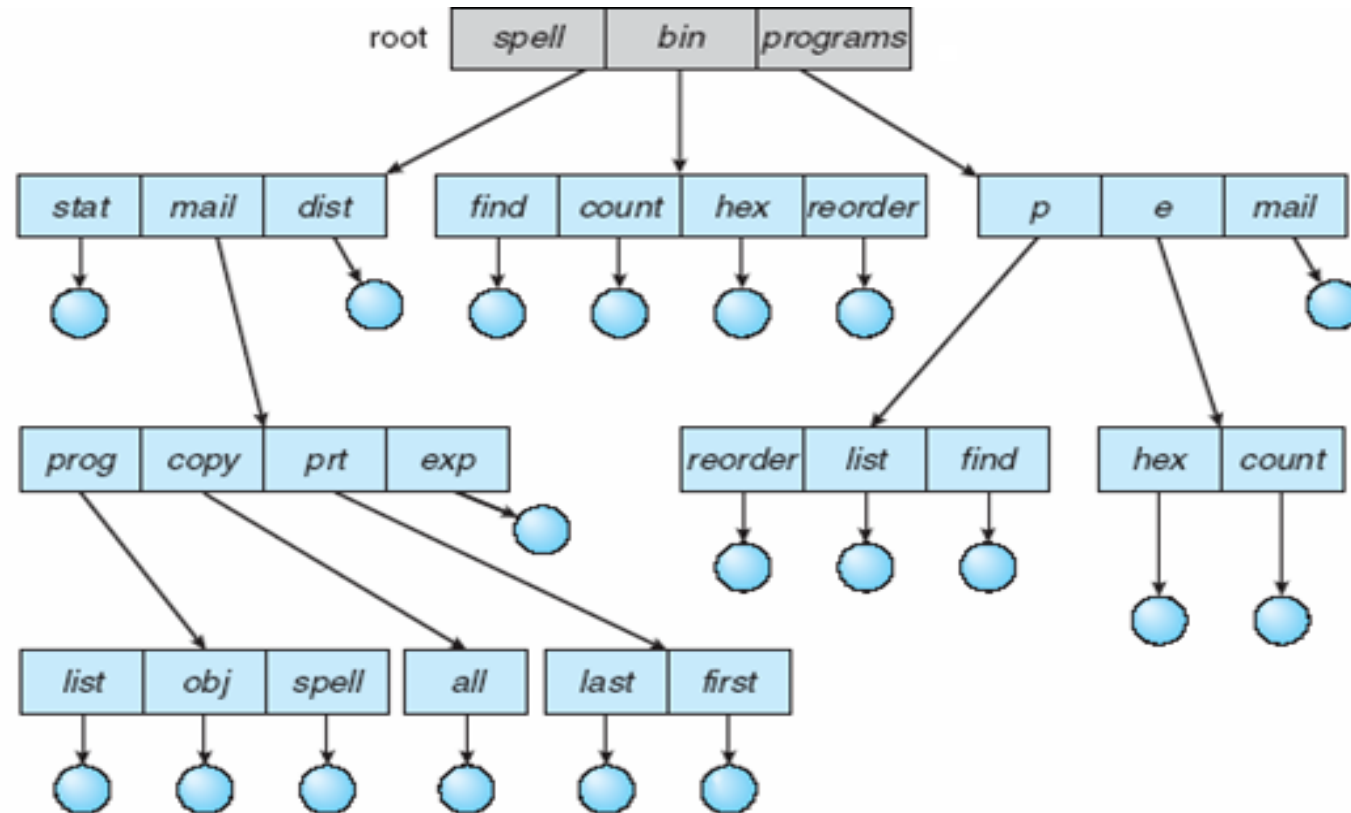 root spell bin programs
stat mail dist find count hex reorder p e mail
prog copy prt exp reorder list find hex count
list obj spell all last first